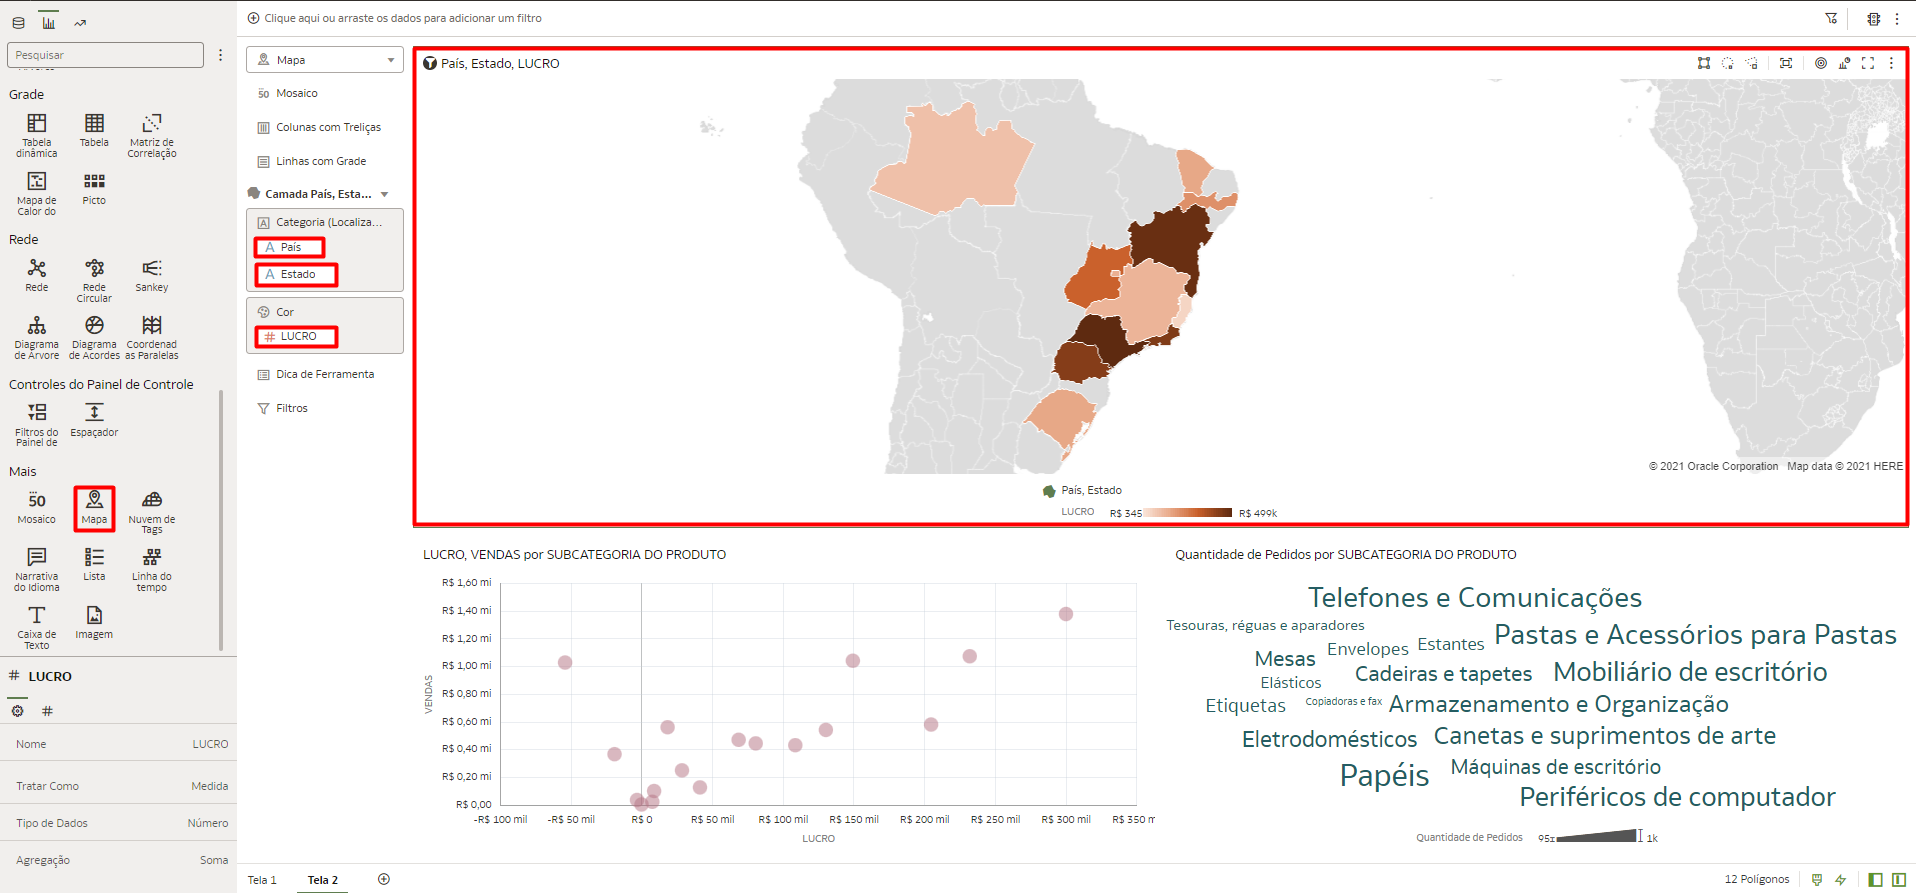 Clique aqui ou arraste os dados para adicionar um filtro
Pesquisar
Grade
Tabela dinâmica
Tabela
Matriz de Correlação
Mapa de Calor do
Picto
Rede
Rede
Rede Circular
Sankey
Diagrama de Árvore
Diagrama de Acordes
Coordenad as Paralelas
Controles do Painel de Controle
Filtros do Painel de
Espaçador
Mais
50
Mosaico
Mapa
Nuvem de Tags
Narrativa do Idioma
Lista
Linha do tempo
Caixa de Texto
Imagem
# LUCRO
#
Nome LUCRO
Tratar Como Medida
Tipo de Dados Número
Agregação Soma
Mapa
50 Mosaico
Colunas com Treliças
Linhas com Grade
Camada País, Esta...
A Categoria (Localiza...
A País
A Estado
Cor
# LUCRO
Dica de Ferramenta
Filtros
País, Estado, LUCRO
© 2021 Oracle Corporation Map data © 2021 HERE
País, Estado
LUCRO R$ 345 R$ 499k
LUCRO, VENDAS por SUBCATEGORIA DO PRODUTO
VENDAS
R$ 1,60 mi
R$ 1,40 mi
R$ 1,20 mi
R$ 1,00 mi
R$ 0,80 mi
R$ 0,60 mi
R$ 0,40 mi
R$ 0,20 mi
R$ 0,00
-R$ 100 mil -R$ 50 mil R$ 0 R$ 50 mil R$ 100 mil R$ 150 mil R$ 200 mil R$ 250 mil R$ 300 mil R$ 350 m
LUCRO
Quantidade de Pedidos por SUBCATEGORIA DO PRODUTO
Telefones e Comunicações
Tesouras, réguas e aparadores
Pastas e Acessórios para Pastas
Envelopes
Estantes
Mesas
Cadeiras e tapetes
Mobiliário de escritório
Elásticos
Etiquetas
Copiadoras e fax
Armazenamento e Organização
Eletrodomésticos
Canetas e suprimentos de arte
Papéis
Máquinas de escritório
Periféricos de computador
Quantidade de Pedidos 1k
Tela 1
Tela 2
12 Polígonos